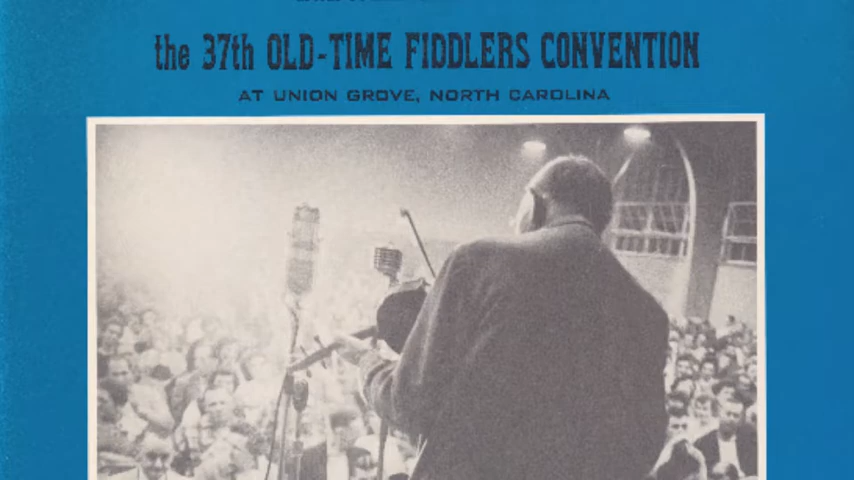 the 37th OLD-TIME FIDDLERS CONVENTION
AT UNION GROVE, NORTH CAROLINA